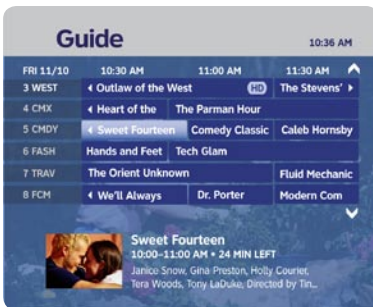 Guide
10:36 AM
FRI 11/10 10:30 AM 11:00 AM 11:30 AM
3 WEST Outlaw of the West HD The Stevens'
4 CMX Heart of the The Parman Hour
5 CMDY Sweet Fourteen Comedy Classic Caleb Hornsby
6 FASH Hands and Feet Tech Glam
7 TRAV The Orient Unknown Fluid Mechanic
8 FCM We'll Always Dr. Porter Modern Com
Sweet Fourteen
10:00–11:00 AM • 24 MIN LEFT
Janice Snow, Gina Preston, Holly Courier,
Tera Woods, Tony LaDuke, Directed by Tin...